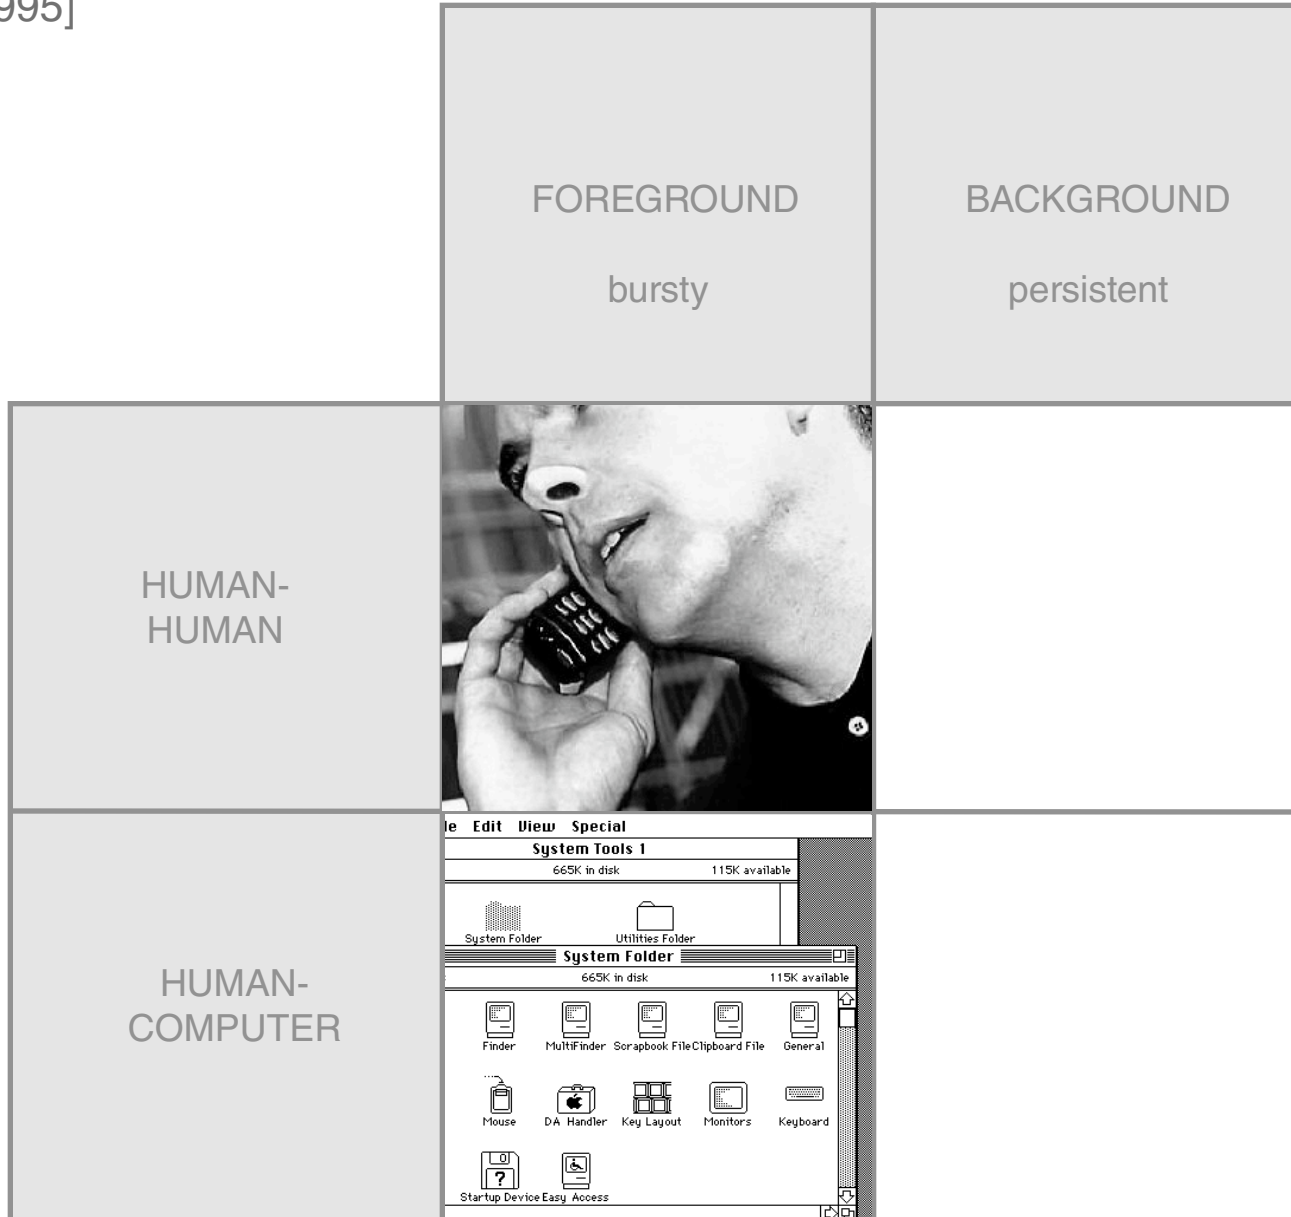 995]
FOREGROUND
BACKGROUND
bursty
persistent
HUMAN-
HUMAN
HUMAN-
COMPUTER
le Edit View Special
System Tools 1
665K in disk
115K available
System Folder
Utilities Folder
System Folder
665K in disk
115K available
Finder
MultiFinder
Scrapbook File
Clipboard File
General
Mouse
DA Handler
Key Layout
Monitors
Keyboard
Startup Device
Easy Access